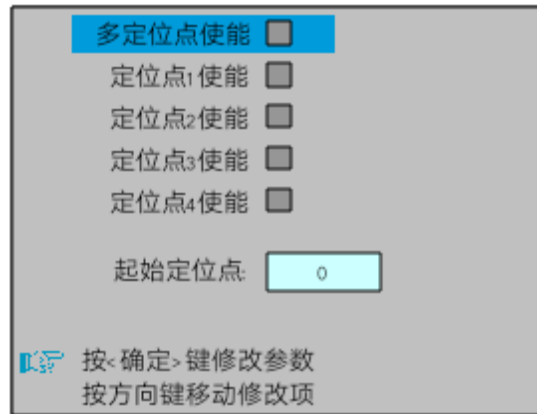 多定位点使能
定位点1使能
定位点2使能
定位点3使能
定位点4使能
起始定位点: 0
按<确定>键修改参数
按方向键移动修改项